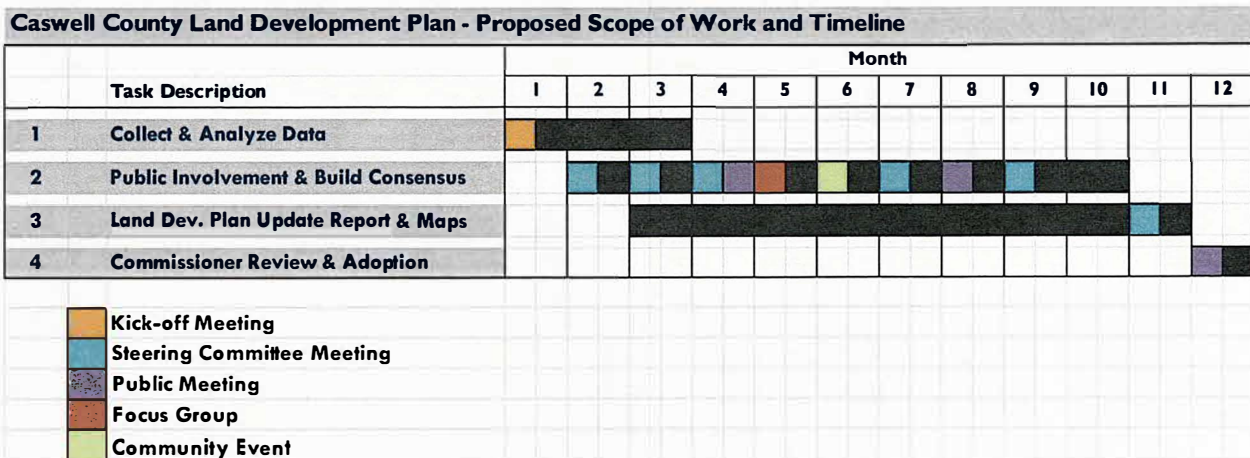 Caswell County Land Development Plan - Proposed Scope of Work and Timeline
Month
Task Description 1 2 3 4 5 6 7 8 9 10 11 12
1 Collect & Analyze Data
2 Public Involvement & Build Consensus
3 Land Dev. Plan Update Report & Maps
4 Commissioner Review & Adoption
Kick-off Meeting
Steering Committee Meeting
Public Meeting
Focus Group
Community Event